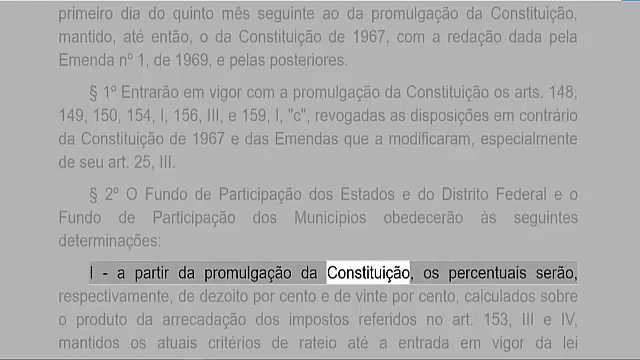 primeiro dia do quinto mês seguinte ao da promulgação da Constituição,
mantido, até então, o da Constituição de 1967, com a redação dada pela
Emenda nº 1, de 1969, e pelas posteriores.
§ 1º Entrarão em vigor com a promulgação da Constituição os arts. 148,
149, 150, 154, I, 156, III, e 159, I, "c", revogadas as disposições em contrário
da Constituição de 1967 e das Emendas que a modificaram, especialmente
de seu art. 25, III.
§ 2º O Fundo de Participação dos Estados e do Distrito Federal e o
Fundo de Participação dos Municípios obedecerão às seguintes
determinações:
I - a partir da promulgação da Constituição, os percentuais serão,
respectivamente, de dezoito por cento e de vinte por cento, calculados sobre
o produto da arrecadação dos impostos referidos no art. 153, III e IV,
mantidos os atuais critérios de rateio até a entrada em vigor da lei